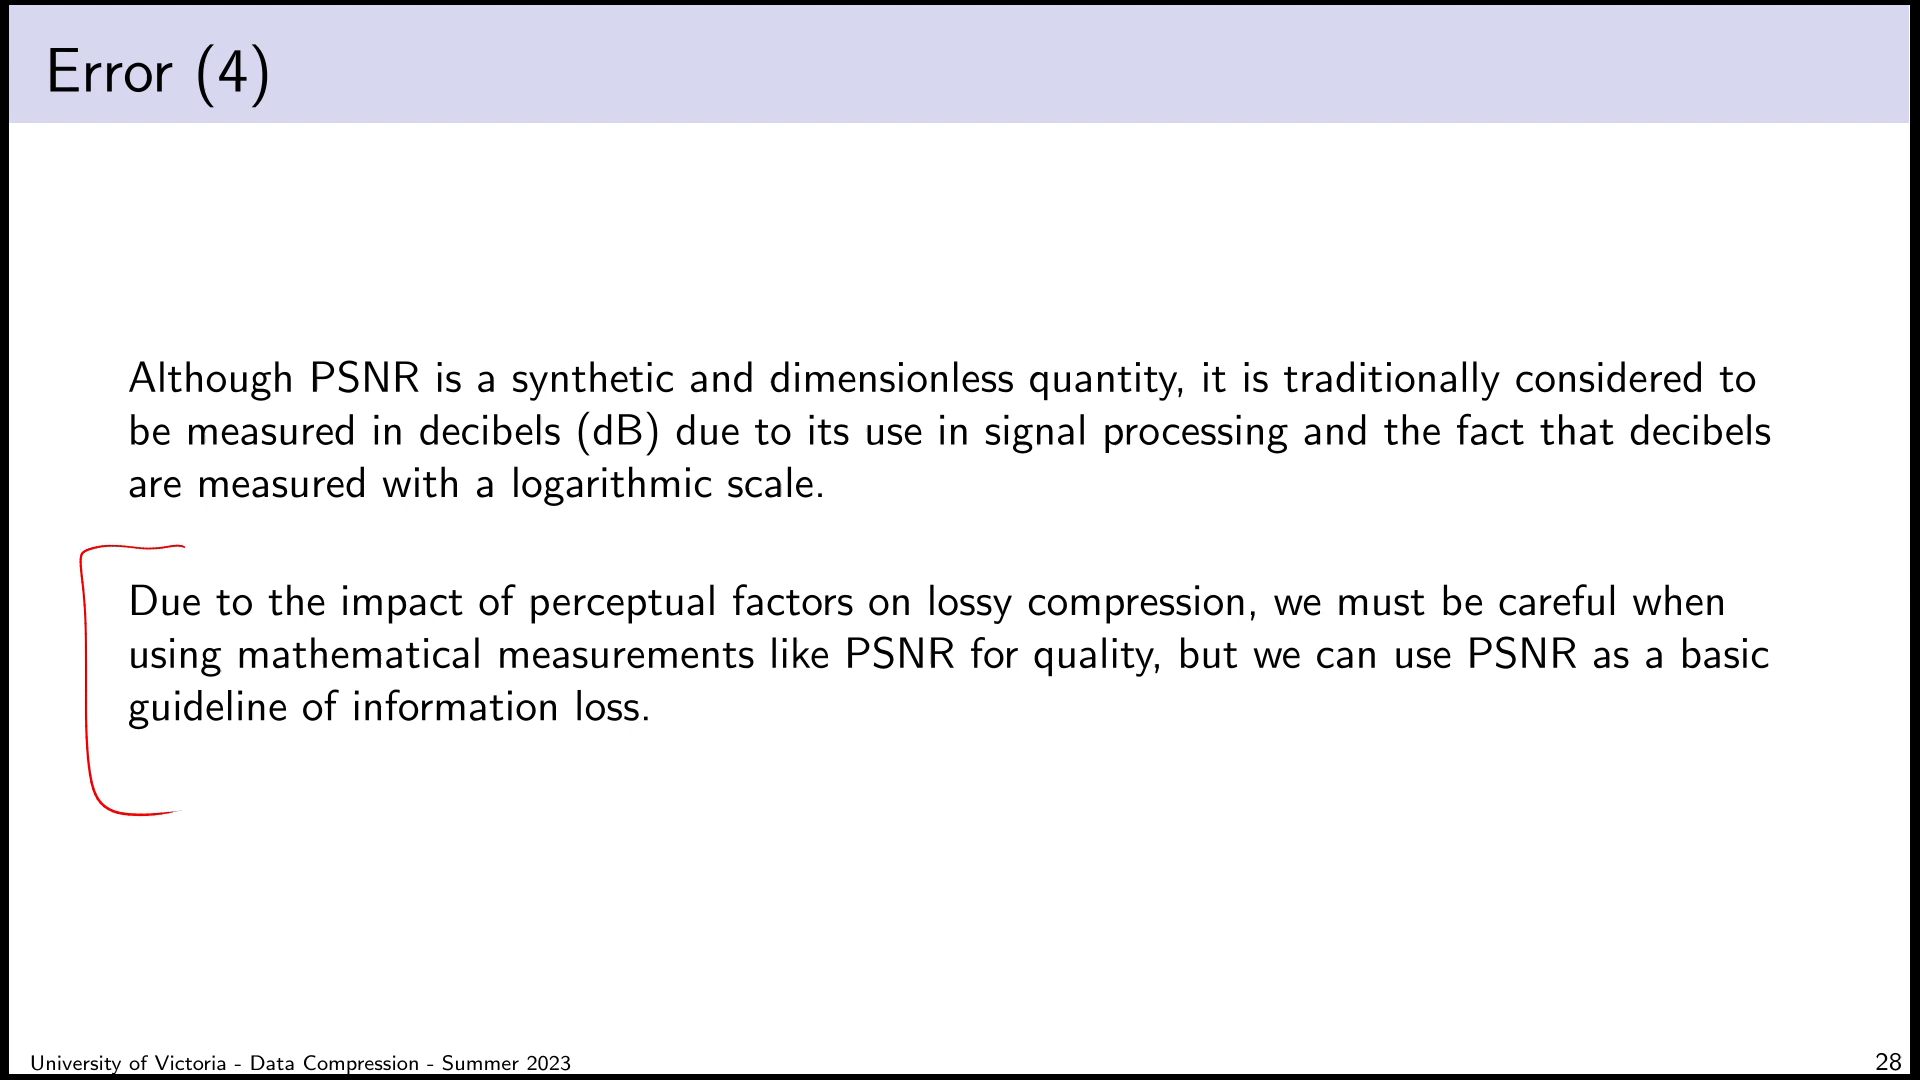 Error (4)
Although PSNR is a synthetic and dimensionless quantity, it is traditionally considered to
be measured in decibels (dB) due to its use in signal processing and the fact that decibels
are measured with a logarithmic scale.
Due to the impact of perceptual factors on lossy compression, we must be careful when
using mathematical measurements like PSNR for quality, but we can use PSNR as a basic
guideline of information loss.
University of Victoria - Data Compression - Summer 2023
28